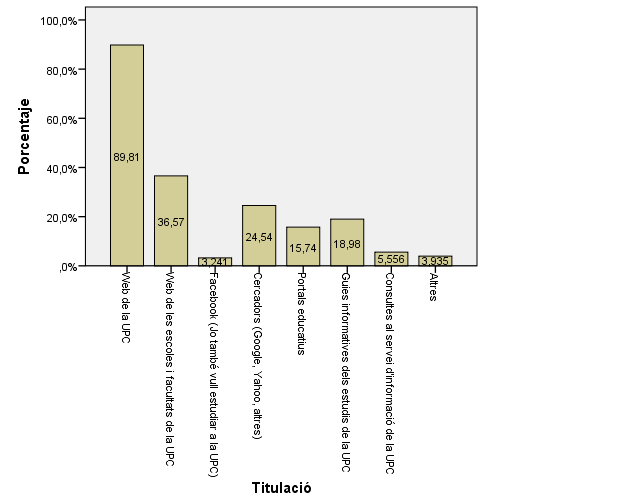 100,0%
80,0%
60,0%
40,0%
20,0%
,0%
Porcentaje
89,81
36,57
3,241
24,54
15,74
18,98
5,556
3,935
Web de la UPC
Web de les escoles i facultats de la UPC
Facebook (Jo també vull estudiar a la UPC)
Cercadors (Google, Yahoo, altres)
Portals educatius
Guies informatives dels estudis de la UPC
Consultes al servei d'informació de la UPC
Altres
Titulació